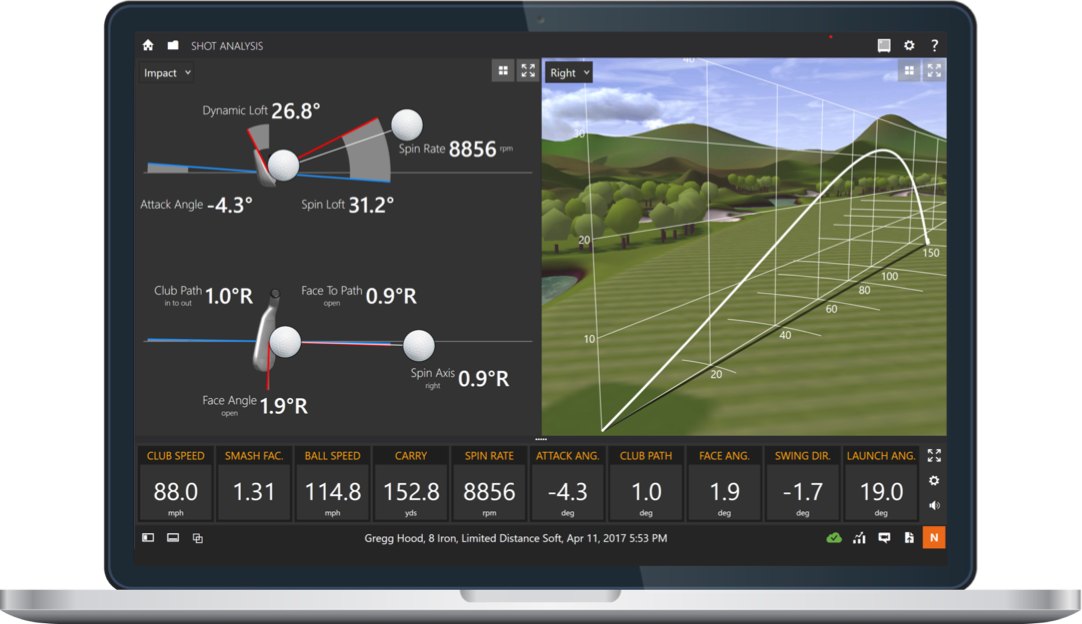 SHOT ANALYSIS
?
Impact
Dynamic Loft 26.8°
Spin Rate 8856 rpm
Attack Angle -4.3°
Spin Loft 31.2°
Club Path 1.0°R
in to out
Face To Path 0.9°R
open
Spin Axis 0.9°R
right
Face Angle 1.9°R
open
Right
40
30
20
10
20
40
60
80
100
150
CLUB SPEED
88.0
mph
SMASH FAC.
1.31
BALL SPEED
114.8
mph
CARRY
152.8
yds
SPIN RATE
8856
rpm
ATTACK ANG.
-4.3
deg
CLUB PATH
1.0
deg
FACE ANG.
1.9
deg
SWING DIR.
-1.7
deg
LAUNCH ANG.
19.0
deg
Gregg Hood, 8 Iron, Limited Distance Soft, Apr 11, 2017 5:53 PM
N